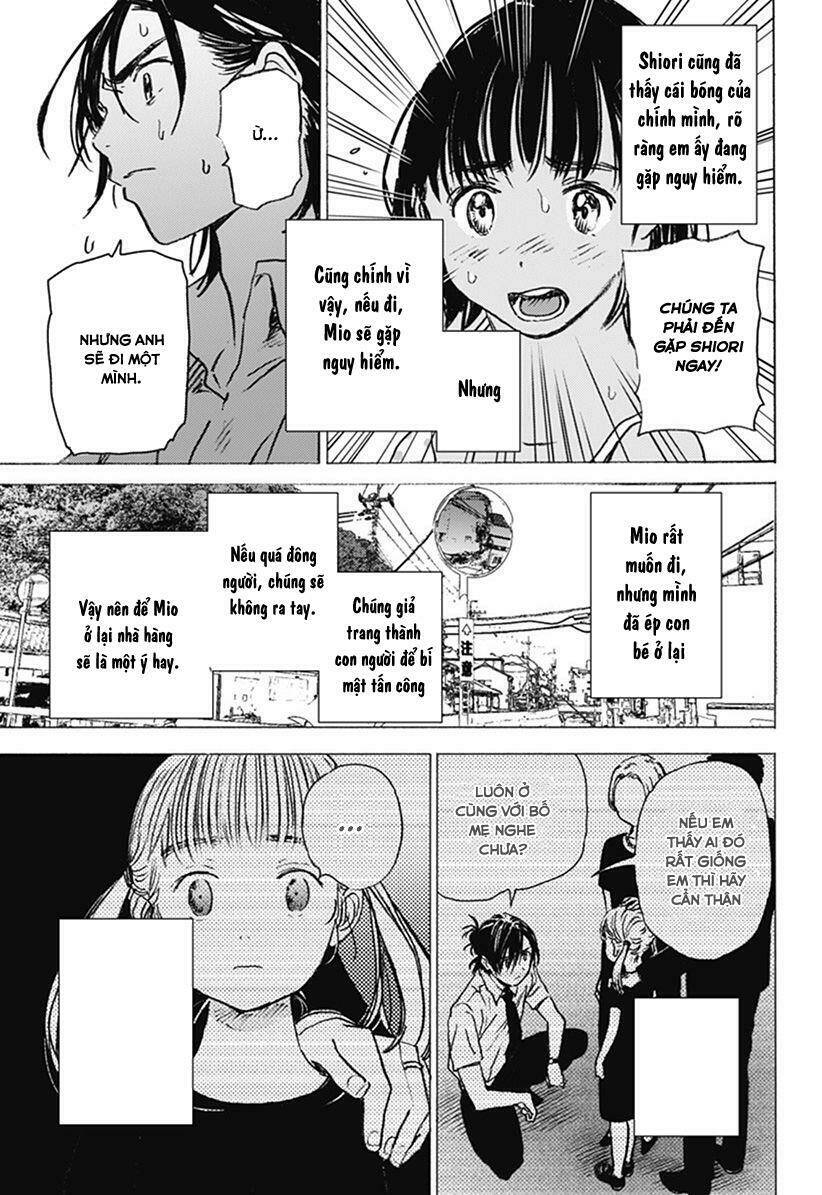 Shiori cũng đã
thấy cái bóng của
chính mình, rõ
ràng em ấy đang
gặp nguy hiểm.
CHÚNG TA
PHẢI ĐẾN
GẶP SHIORI
NGAY!
Nhưng
Cũng chính vì
vậy, nếu đi,
Mio sẽ gặp
nguy hiểm.
Ừ...
NHƯNG ANH
SẼ ĐI MỘT
MÌNH.
Mio rất
muốn đi,
nhưng mình
đã ép con
bé ở lại
Chúng giả
trang thành
con người để bí
mật tấn công
Nếu quá đông
người, chúng sẽ
không ra tay.
Vậy nên để Mio
ở lại nhà hàng
sẽ là một ý hay.
注意
NẾU EM
THẤY AI ĐÓ
RẤT GIỐNG
EM THÌ HÃY
CẨN THẬN
LUÔN Ở
CÙNG VỚI BỐ
MẸ NGHE
CHƯA?
...